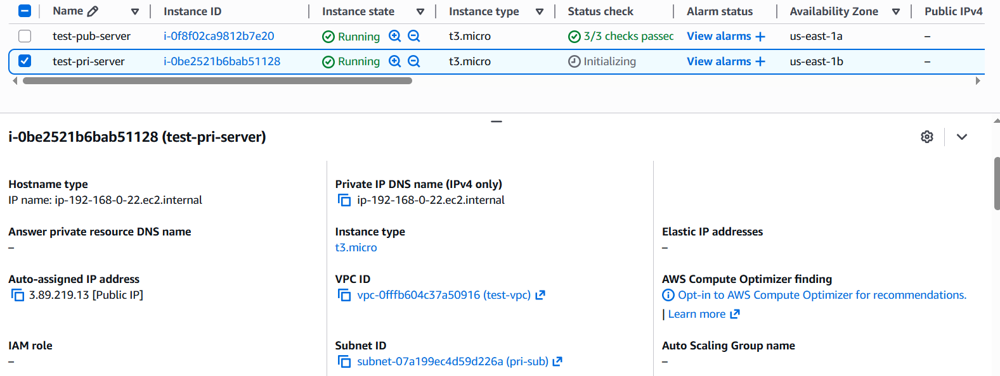 Name Instance ID Instance state Instance type Status check Alarm status Availability Zone Public IPv4
test-pub-server i-0f8f02ca9812b7e20 Running t3.micro 3/3 checks passec View alarms + us-east-1a –
test-pri-server i-0be2521b6bab51128 Running t3.micro Initializing View alarms + us-east-1b –
i-0be2521b6bab51128 (test-pri-server)
Hostname type
IP name: ip-192-168-0-22.ec2.internal
Private IP DNS name (IPv4 only)
ip-192-168-0-22.ec2.internal
Answer private resource DNS name
–
Instance type
t3.micro
Elastic IP addresses
–
Auto-assigned IP address
3.89.219.13 [Public IP]
VPC ID
vpc-0fffb604c37a50916 (test-vpc)
AWS Compute Optimizer finding
Opt-in to AWS Compute Optimizer for recommendations.
| Learn more
IAM role
–
Subnet ID
subnet-07a199ec4d59d226a (pri-sub)
Auto Scaling Group name
–